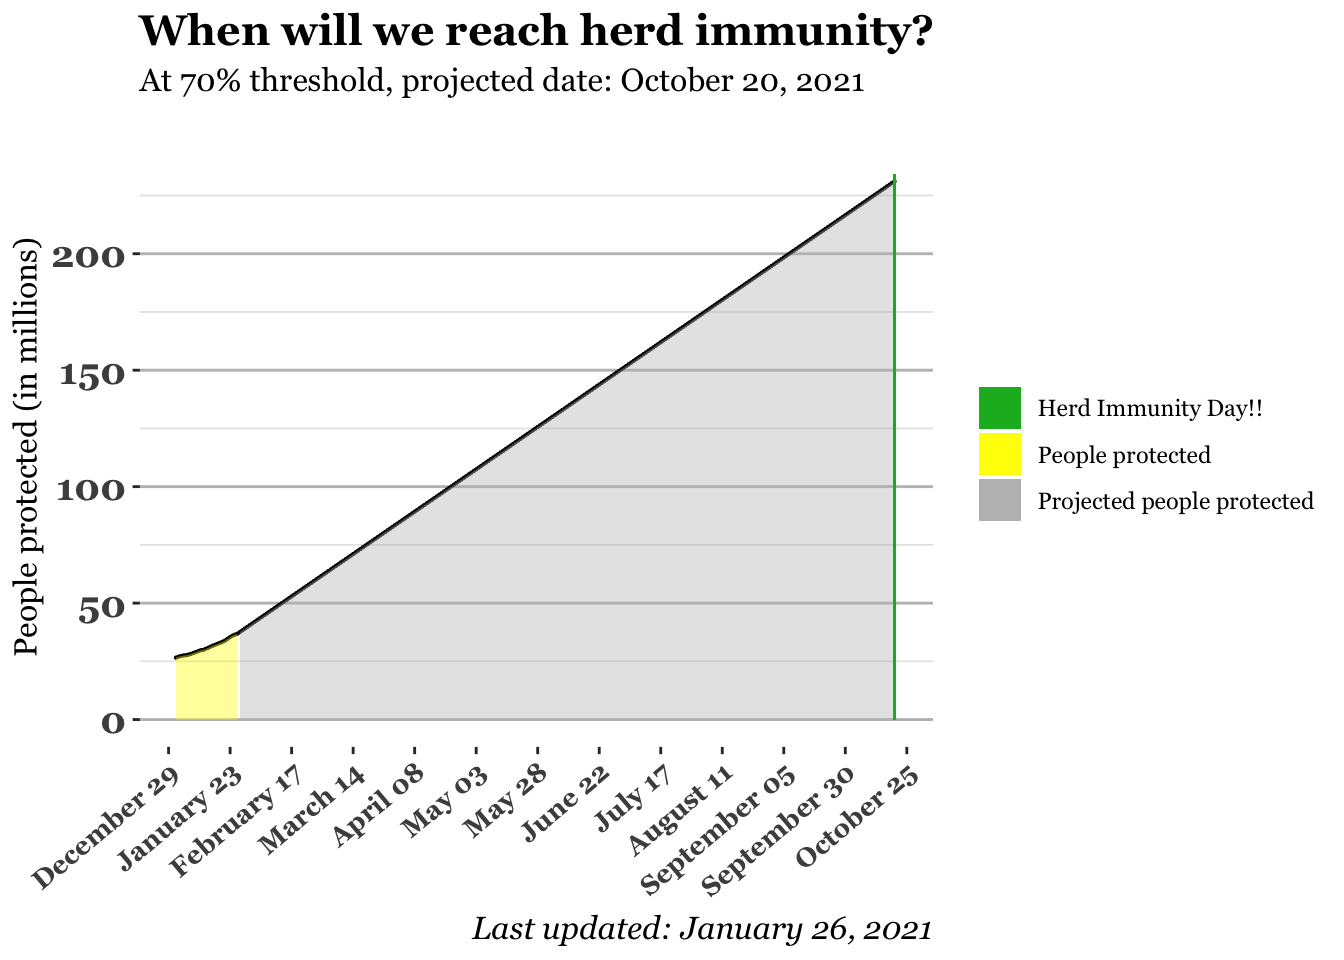 When will we reach herd immunity?
At 70% threshold, projected date: October 20, 2021
People protected (in millions)
200
150
100
50
0
December 29
January 23
February 17
March 14
April 08
May 03
May 28
June 22
July 17
August 11
September 05
September 30
October 25
Herd Immunity Day!!
People protected
Projected people protected
Last updated: January 26, 2021